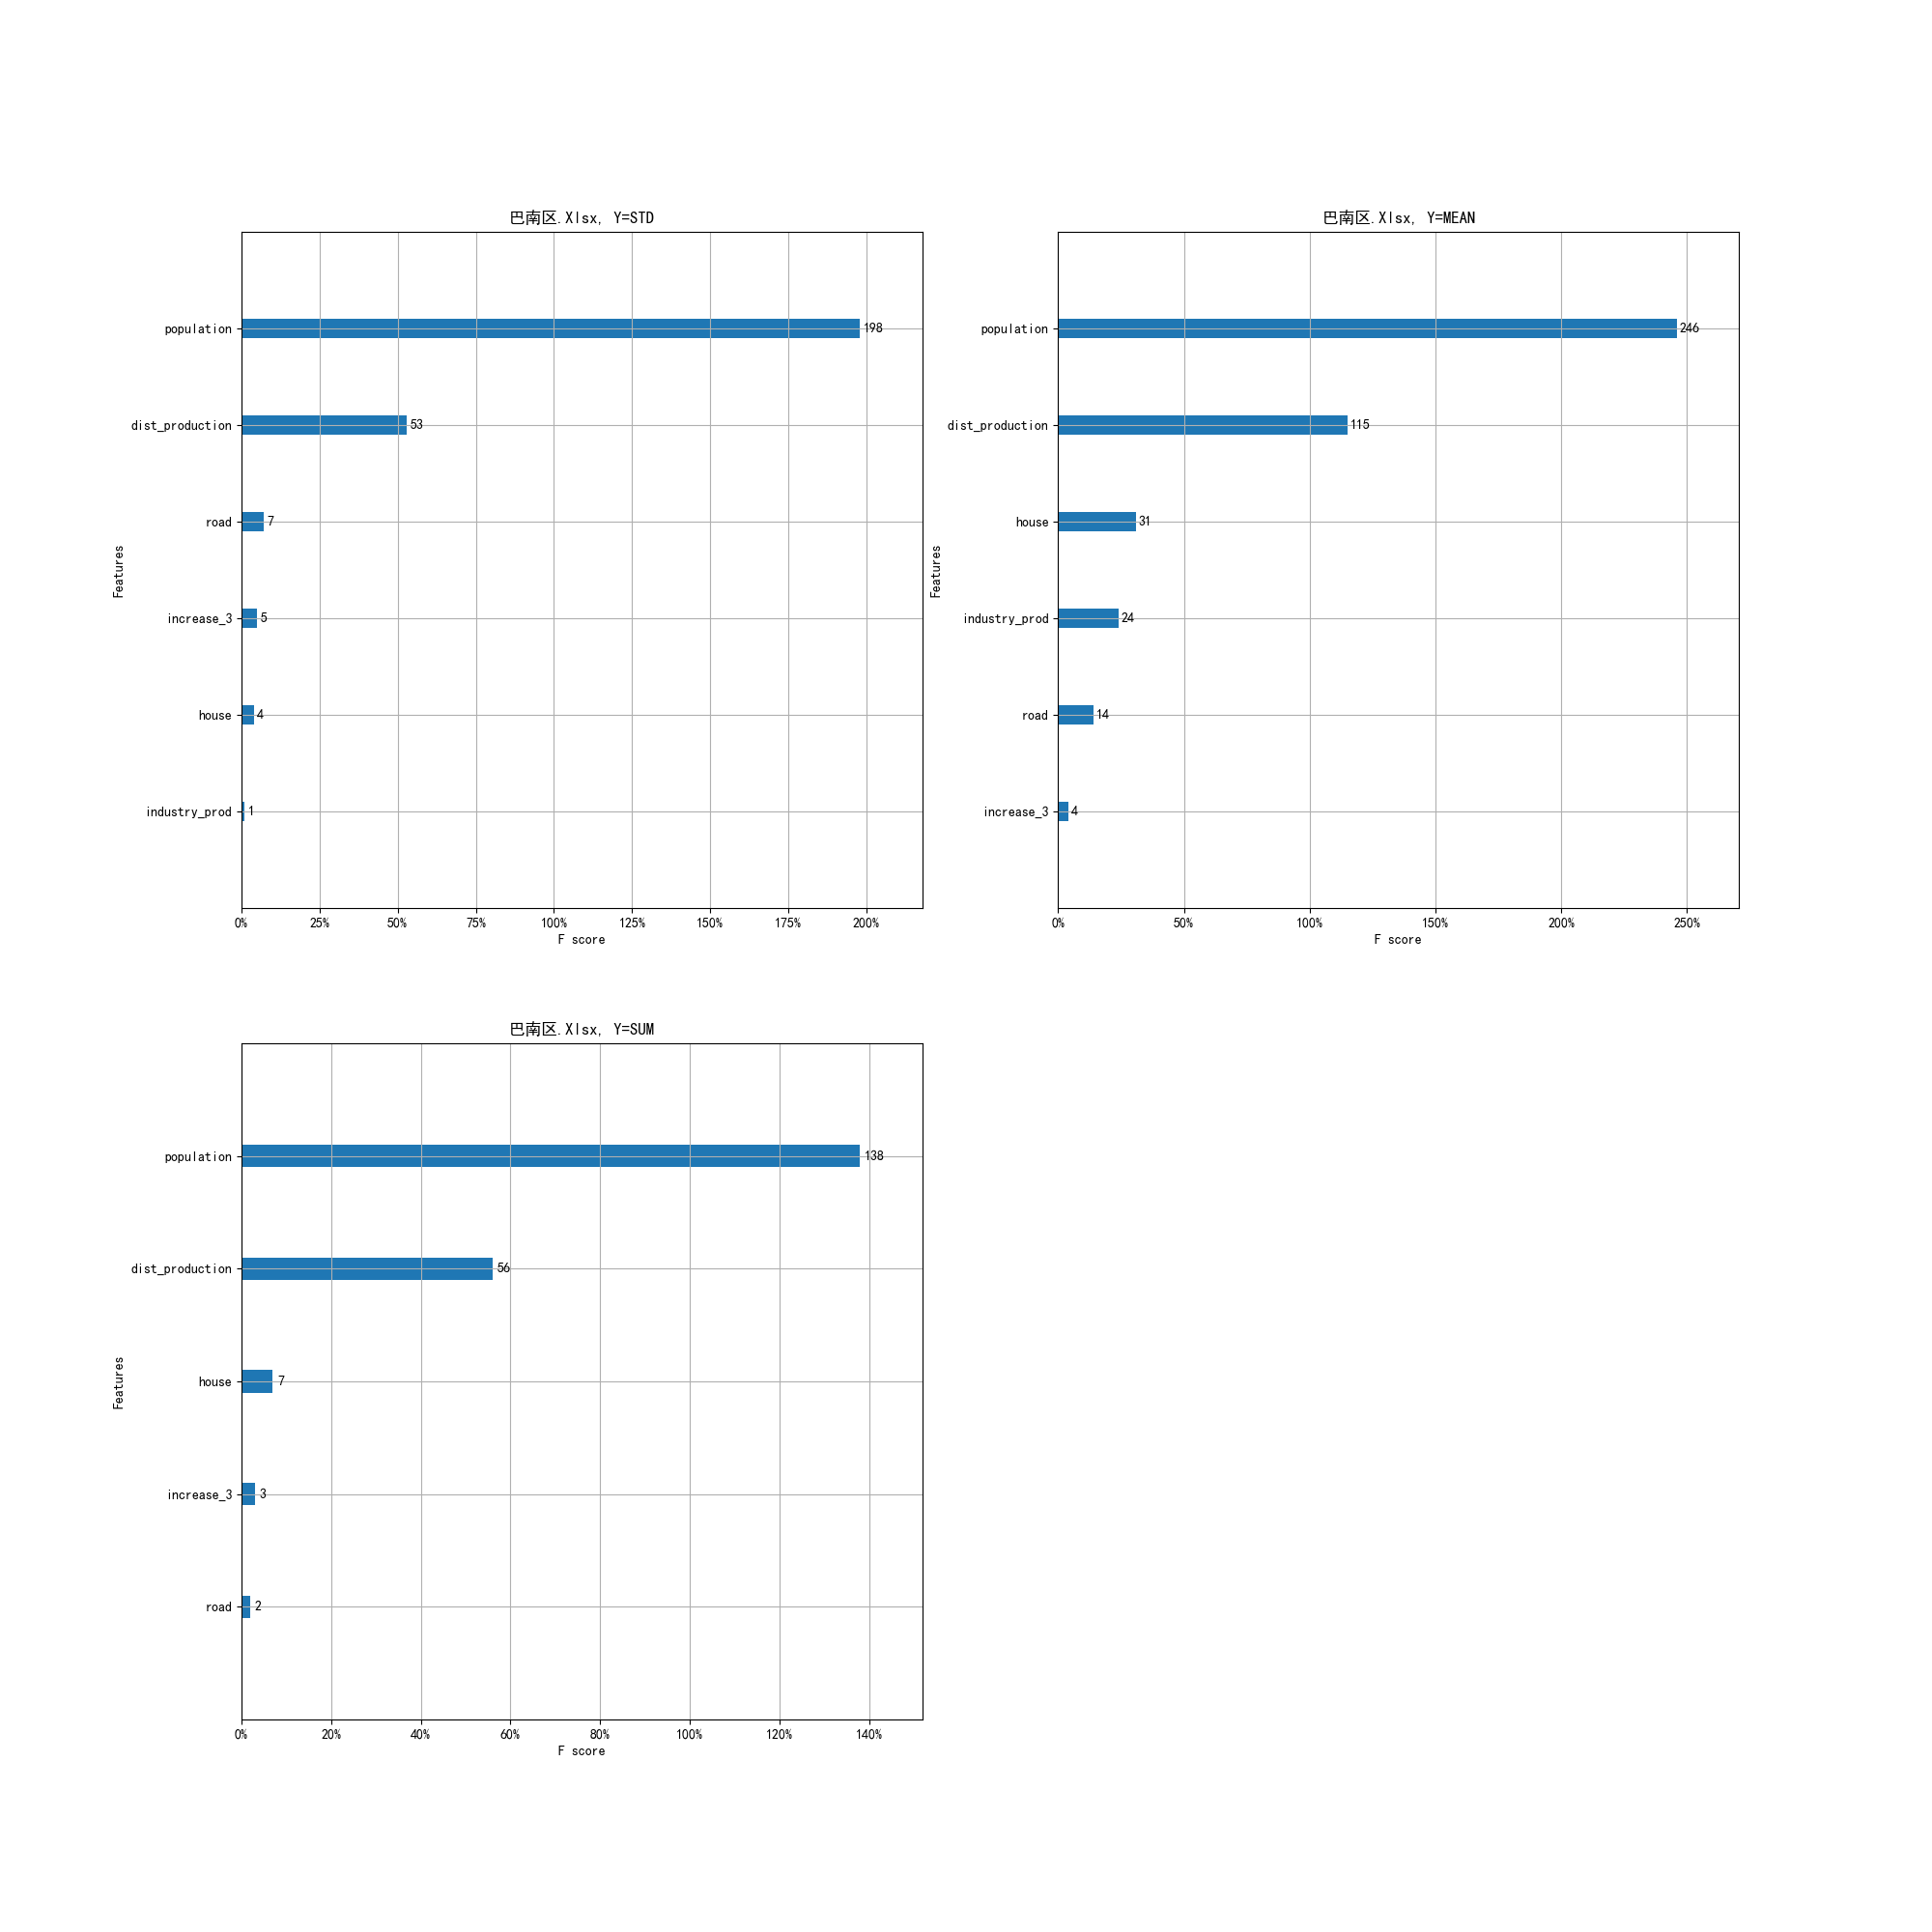 巴南区.Xlsx, Y=STD
Features
population
198
dist_production
53
road
7
increase_3
5
house
4
industry_prod
1
0% 25% 50% 75% 100% 125% 150% 175% 200%
F score
巴南区.Xlsx, Y=MEAN
Features
population
246
dist_production
115
house
31
industry_prod
24
road
14
increase_3
4
0% 50% 100% 150% 200% 250%
F score
巴南区.Xlsx, Y=SUM
Features
population
138
dist_production
56
house
7
increase_3
3
road
2
0% 20% 40% 60% 80% 100% 120% 140%
F score